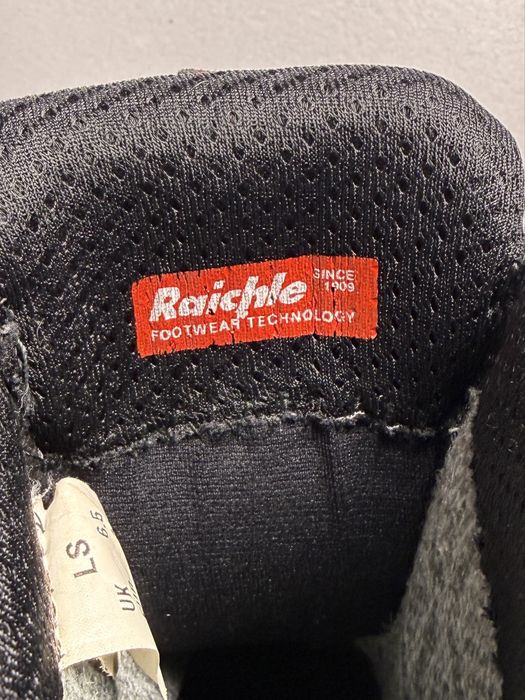 Raichle
SINCE
1909
FOOTWEAR TECHNOLOGY
LS
6.5
UK